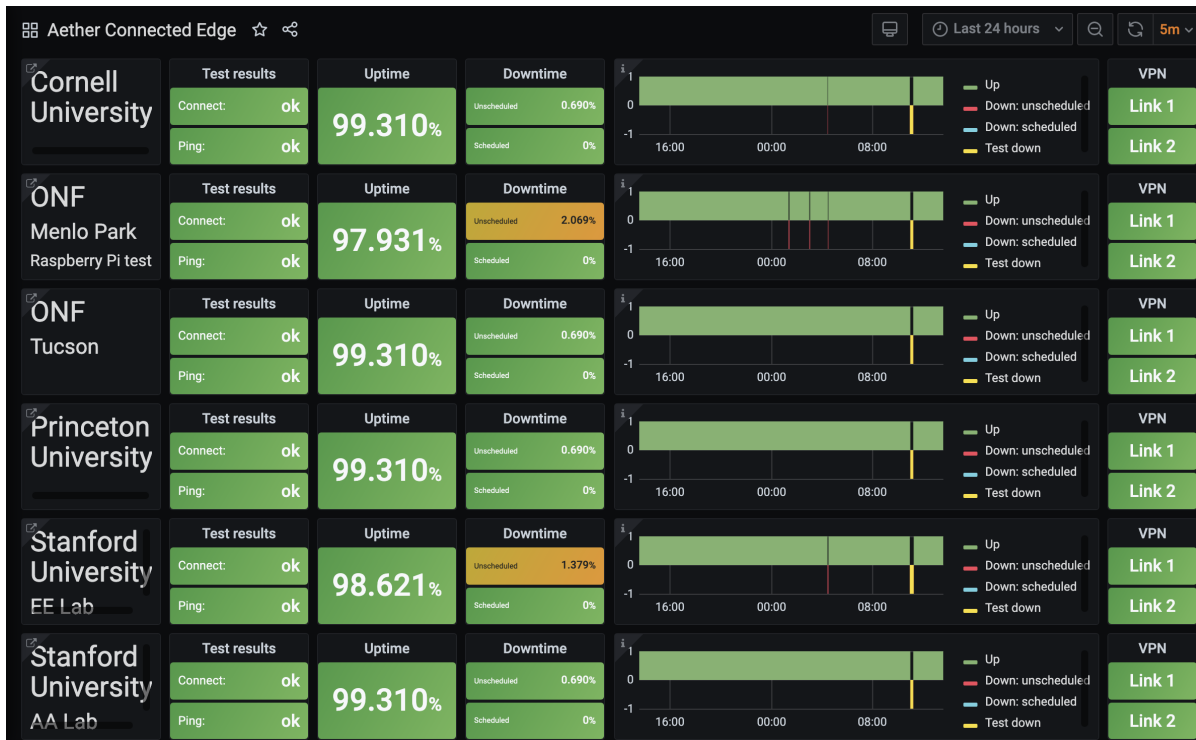 Aether Connected Edge
Last 24 hours
5m
Cornell
University
Test results
Connect: ok
Ping: ok
Uptime
99.310%
Downtime
Unscheduled 0.690%
Scheduled 0%
1
0
-1
16:00 00:00 08:00
Up
Down: unscheduled
Down: scheduled
Test down
VPN
Link 1
Link 2
ONF
Menlo Park
Raspberry Pi test
Test results
Connect: ok
Ping: ok
Uptime
97.931%
Downtime
Unscheduled 2.069%
Scheduled 0%
1
0
-1
16:00 00:00 08:00
Up
Down: unscheduled
Down: scheduled
Test down
VPN
Link 1
Link 2
ONF
Tucson
Test results
Connect: ok
Ping: ok
Uptime
99.310%
Downtime
Unscheduled 0.690%
Scheduled 0%
1
0
-1
16:00 00:00 08:00
Up
Down: unscheduled
Down: scheduled
Test down
VPN
Link 1
Link 2
Princeton
University
Test results
Connect: ok
Ping: ok
Uptime
99.310%
Downtime
Unscheduled 0.690%
Scheduled 0%
1
0
-1
16:00 00:00 08:00
Up
Down: unscheduled
Down: scheduled
Test down
VPN
Link 1
Link 2
Stanford
University
EE Lab
Test results
Connect: ok
Ping: ok
Uptime
98.621%
Downtime
Unscheduled 1.379%
Scheduled 0%
1
0
-1
16:00 00:00 08:00
Up
Down: unscheduled
Down: scheduled
Test down
VPN
Link 1
Link 2
Stanford
University
AA Lab
Test results
Connect: ok
Ping: ok
Uptime
99.310%
Downtime
Unscheduled 0.690%
Scheduled 0%
1
0
-1
16:00 00:00 08:00
Up
Down: unscheduled
Down: scheduled
Test down
VPN
Link 1
Link 2